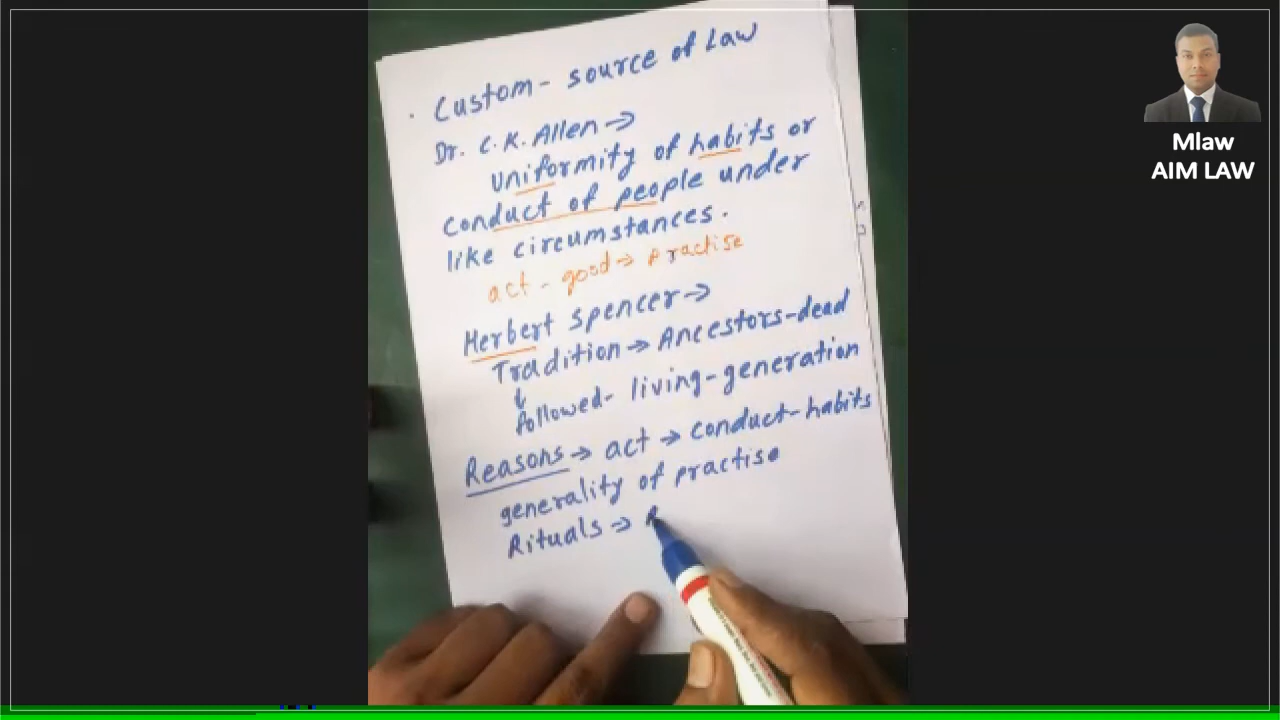 Custom - source of Law
Dr. C.K. Allen →
Uniformity of habits or
conduct of people under
like circumstances.
act - good → Practise
Herbert Spencer →
Tradition → Ancestors-dead
followed- living-generation
Reasons → act → conduct-habits
generality of practise
Rituals →
Mlaw
AIM LAW